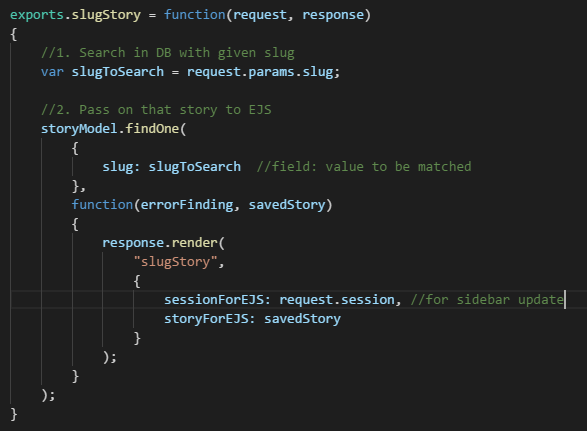 exports.slugStory = function(request, response)
{
//1. Search in DB with given slug
var slugToSearch = request.params.slug;
//2. Pass on that story to EJS
storyModel.findOne(
{
slug: slugToSearch  //field: value to be matched
},
function(errorFinding, savedStory)
{
response.render(
"slugStory",
{
sessionForEJS: request.session, //for sidebar update
storyForEJS: savedStory
}
);
}
);
}